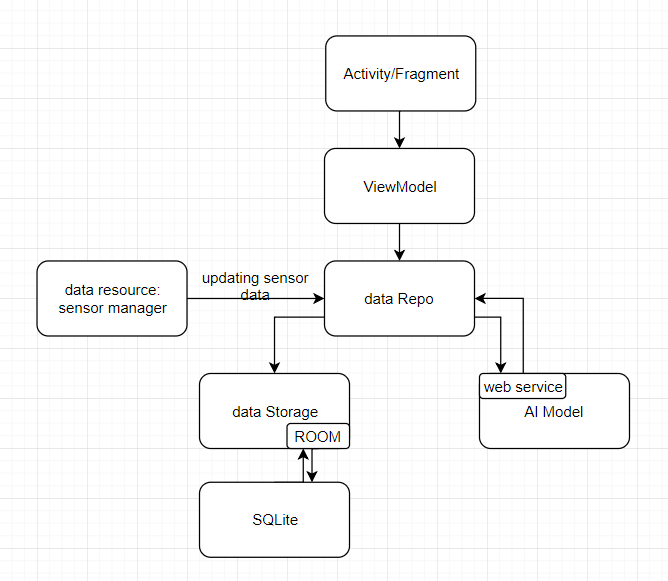 Activity/Fragment
ViewModel
data resource:
sensor manager
updating sensor
data
data Repo
data Storage
ROOM
web service
AI Model
SQLite